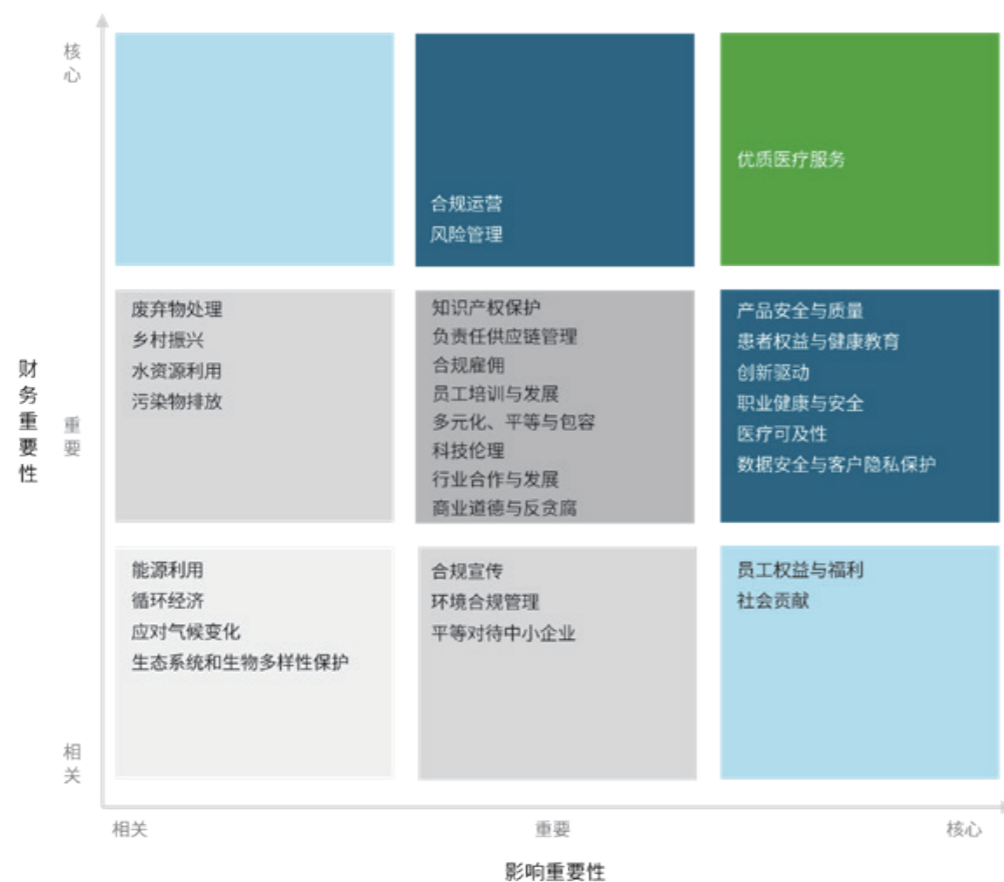 核心
合规运营
风险管理
优质医疗服务
财务重要性
重要
废弃物处理
乡村振兴
水资源利用
污染物排放
知识产权保护
负责任供应链管理
合规雇佣
员工培训与发展
多元化、平等与包容
科技伦理
行业合作与发展
商业道德与反贪腐
产品安全与质量
患者权益与健康教育
创新驱动
职业健康与安全
医疗可及性
数据安全与客户隐私保护
相关
能源利用
循环经济
应对气候变化
生态系统和生物多样性保护
合规宣传
环境合规管理
平等对待中小企业
员工权益与福利
社会贡献
相关
重要
核心
影响重要性